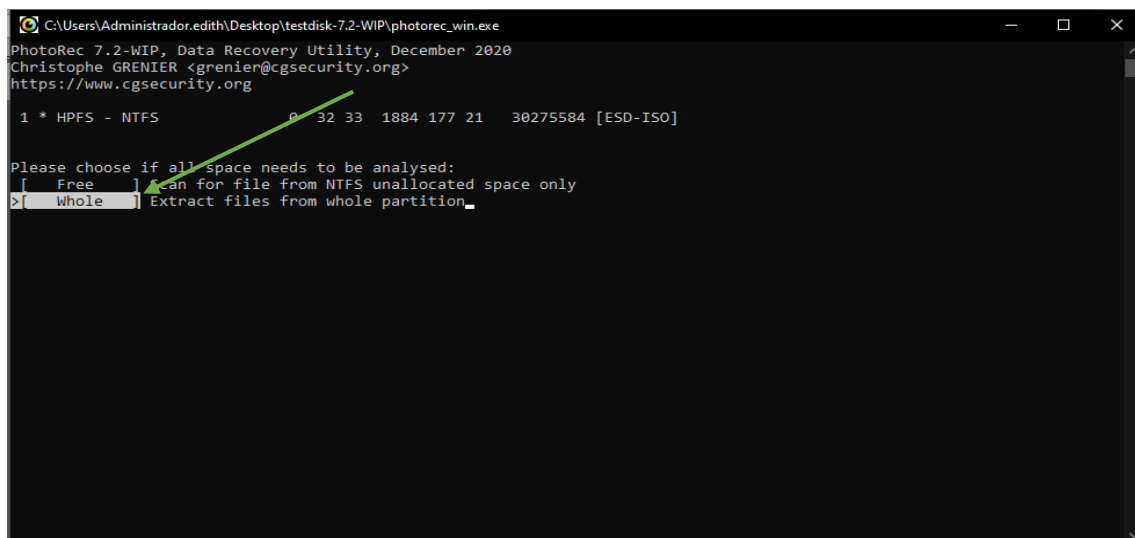 C:\Users\Administrador.edith\Desktop\testdisk-7.2-WIP\photorec_win.exe
PhotoRec 7.2-WIP, Data Recovery Utility, December 2020
Christophe GRENIER <grenier@cgsecurity.org>
https://www.cgsecurity.org
1 * HPFS - NTFS 0 32 33 1884 177 21 30275584 [ESD-ISO]
Please choose if all space needs to be analysed:
[ Free ] Scan for file from NTFS unallocated space only
>[ Whole ] Extract files from whole partition